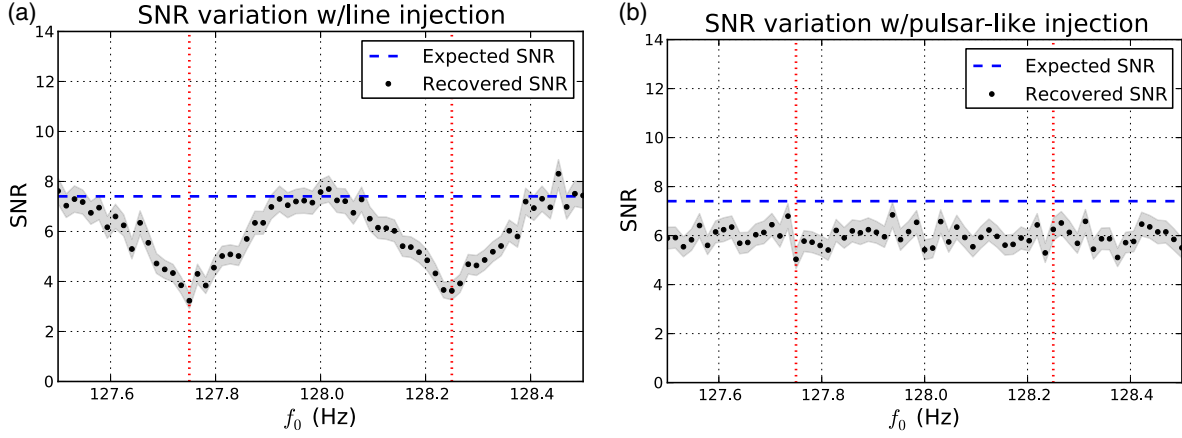 (a)
SNR variation w/line injection
14
12
10
8
6
4
2
0
SNR
Expected SNR
Recovered SNR
127.6
127.8
128.0
128.2
128.4
f0 (Hz)
(b)
SNR variation w/pulsar-like injection
14
12
10
8
6
4
2
0
SNR
Expected SNR
Recovered SNR
127.6
127.8
128.0
128.2
128.4
f0 (Hz)